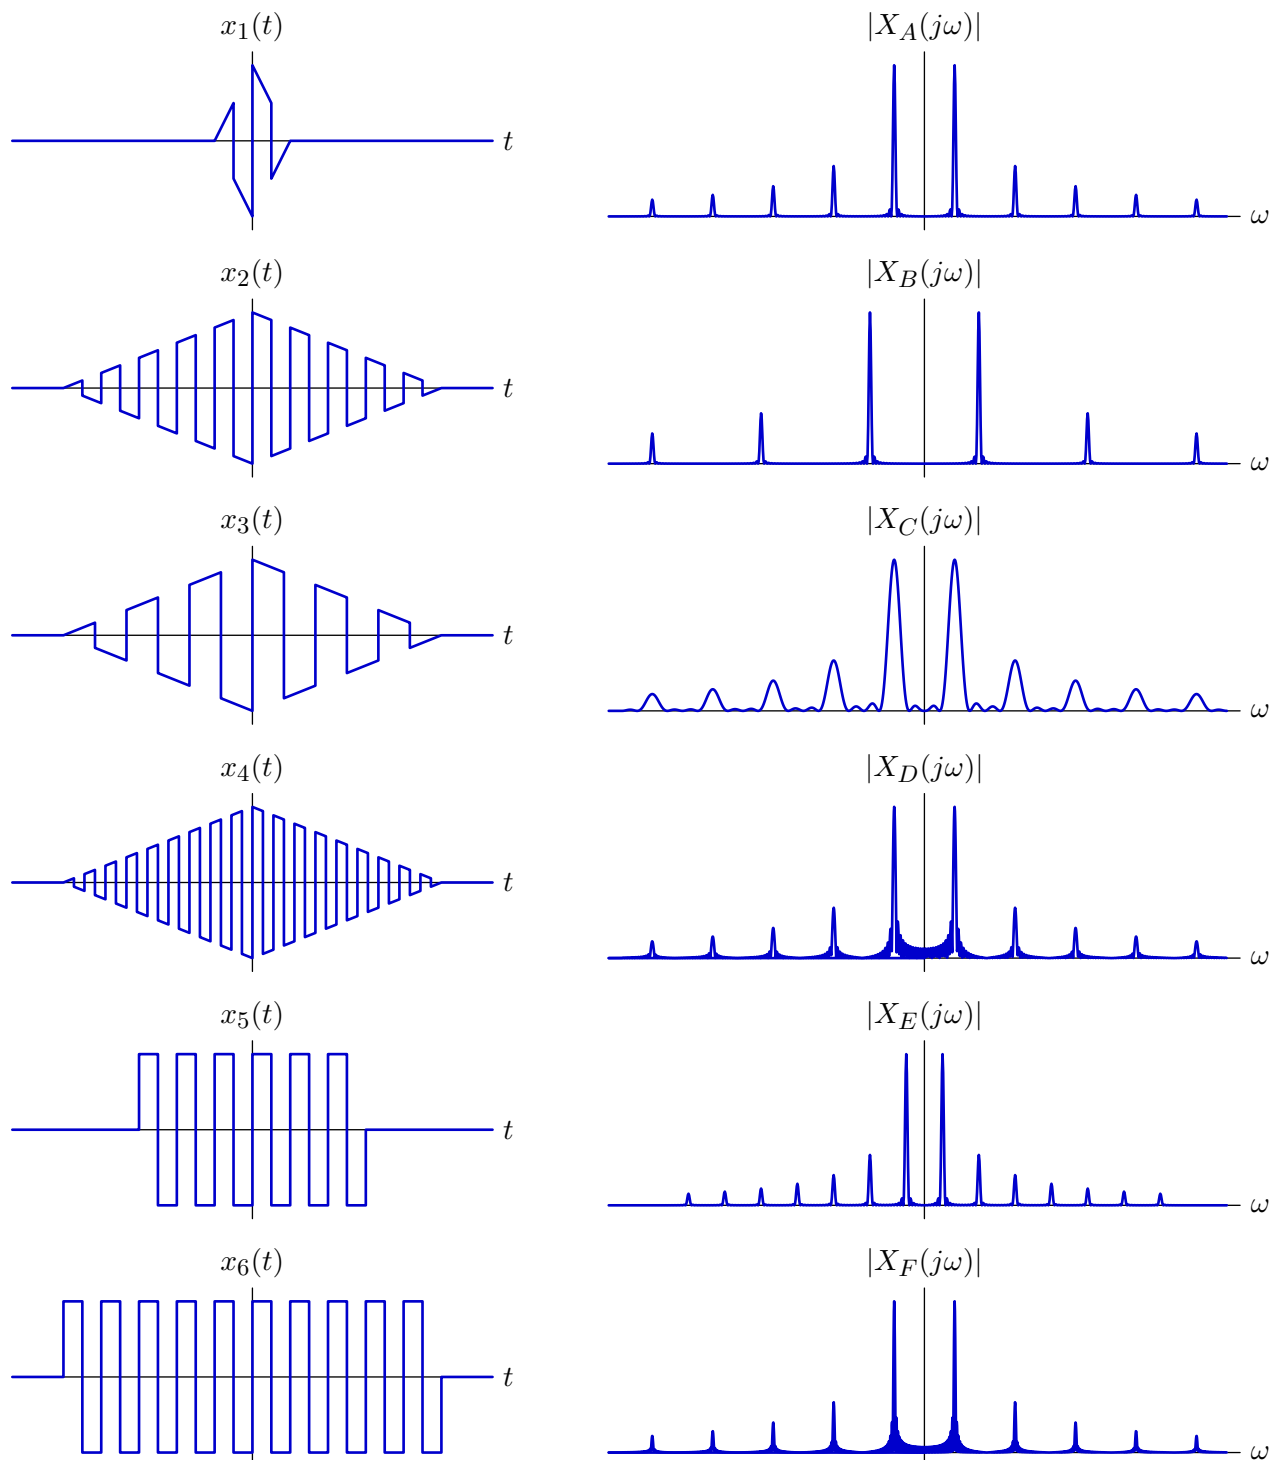 x1(t)
t
|XA(jω)|
ω
x2(t)
t
|XB(jω)|
ω
x3(t)
t
|XC(jω)|
ω
x4(t)
t
|XD(jω)|
ω
x5(t)
t
|XE(jω)|
ω
x6(t)
t
|XF(jω)|
ω